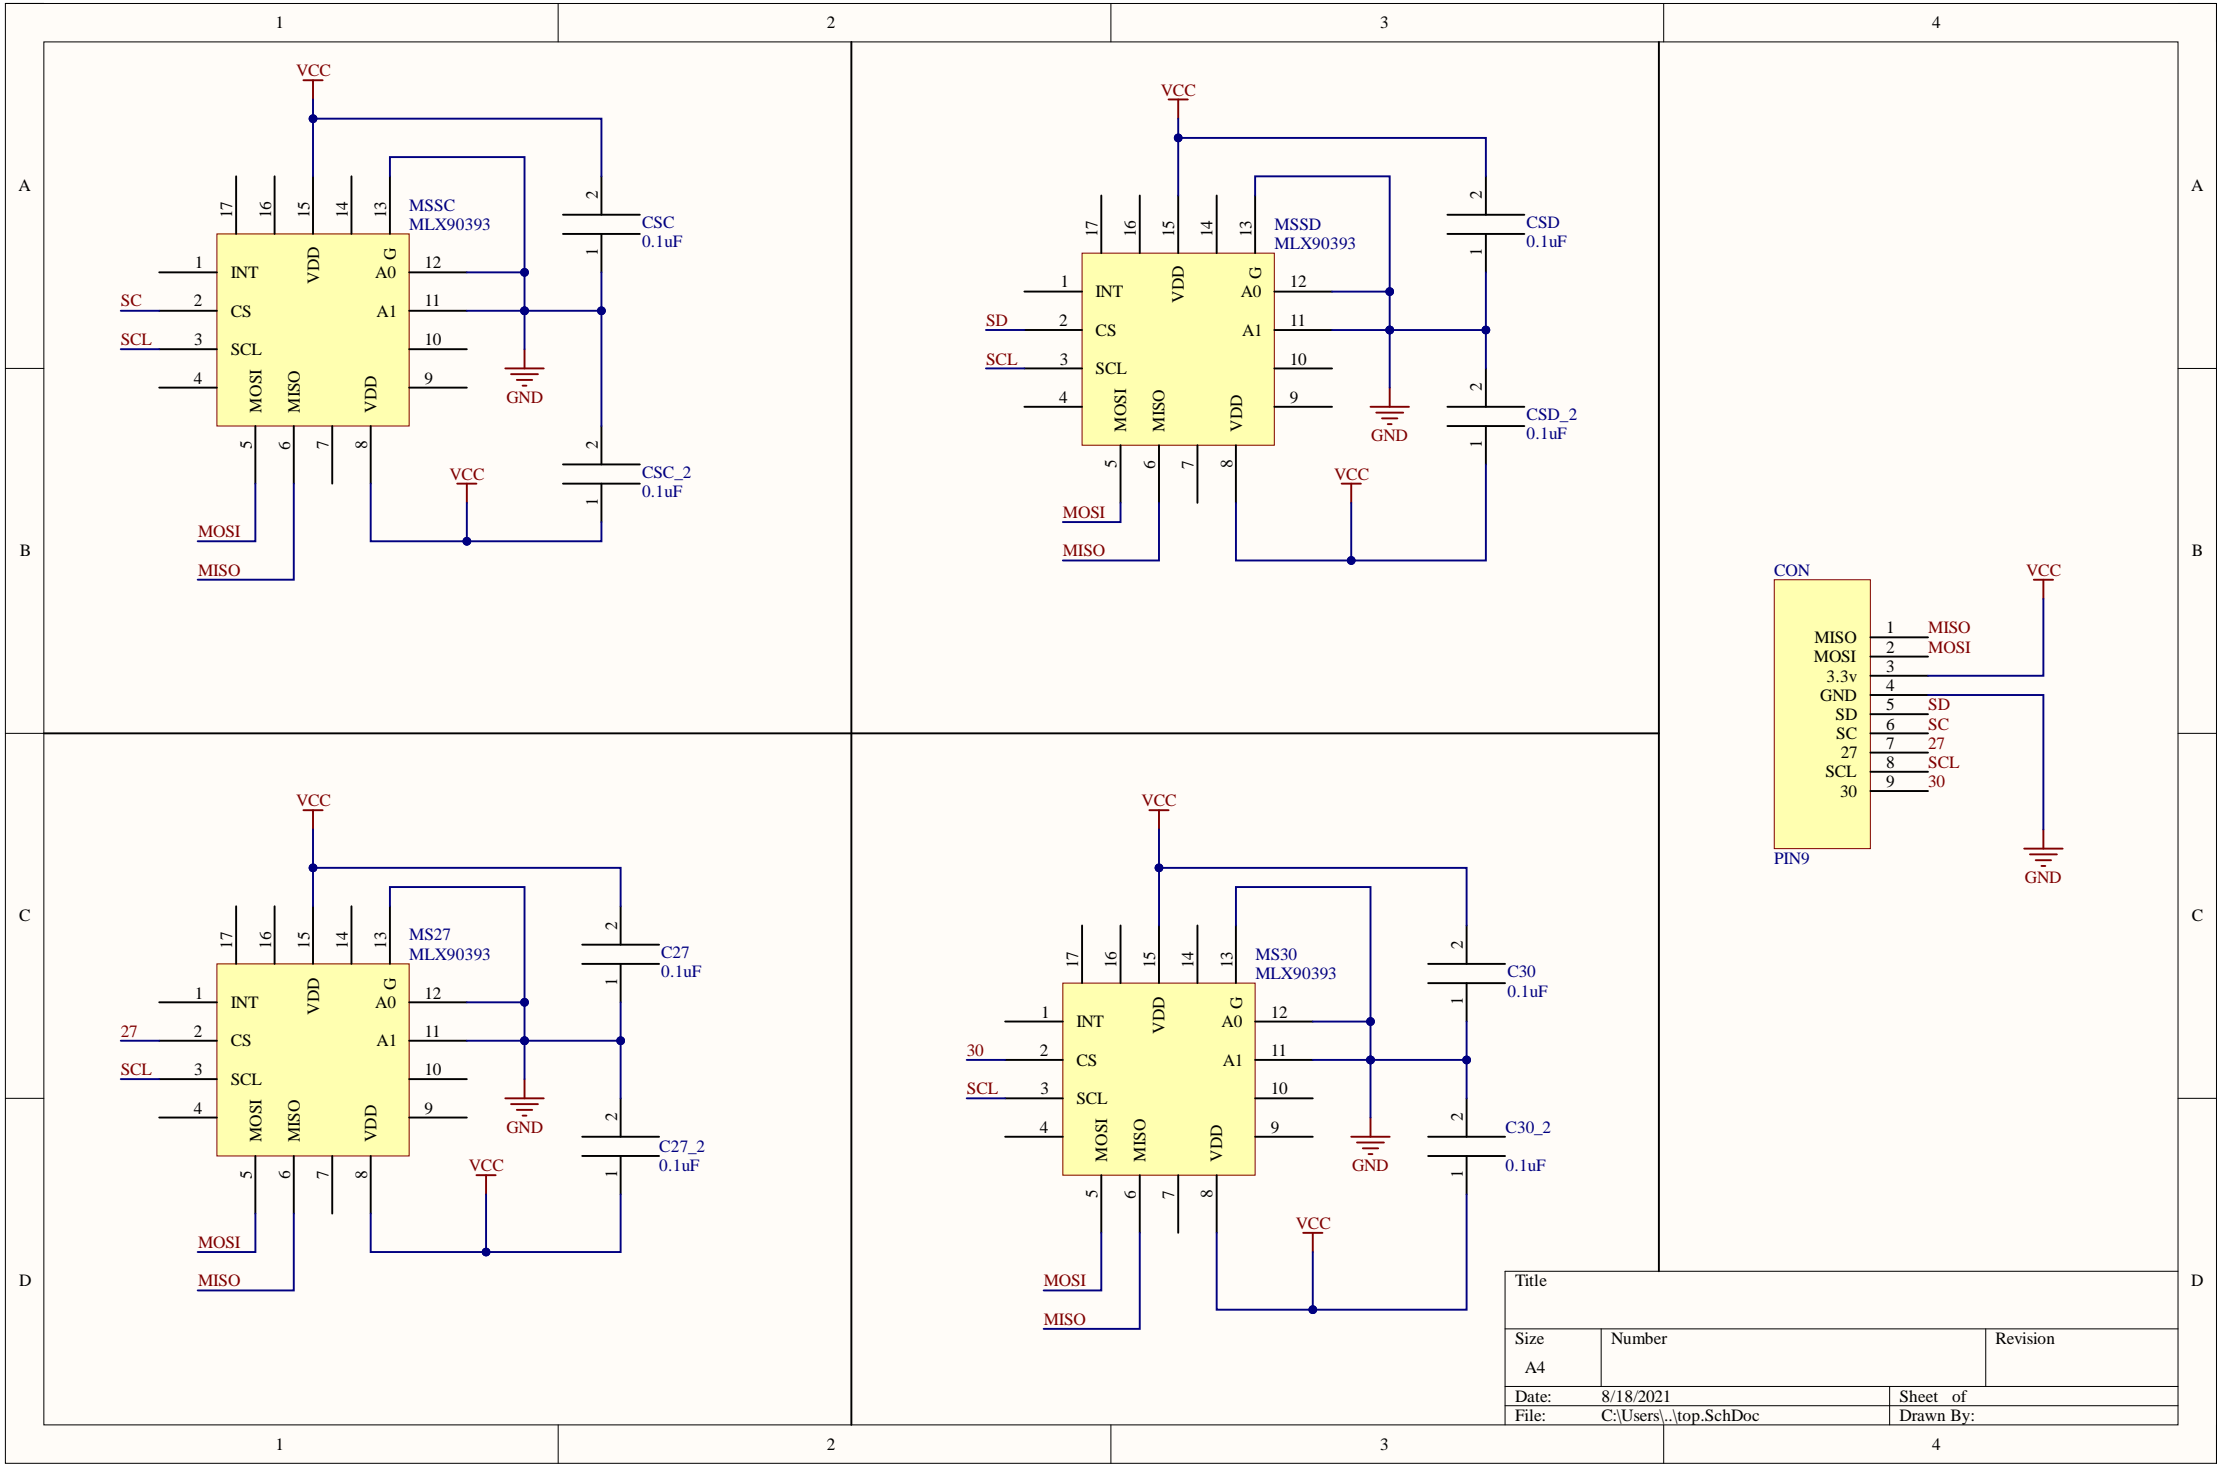 1 2 3 4
A A
B B
C C
D D
VCC
17 16 15 14 13
MSSC
MLX90393
VDD G
1 INT A0 12
SC 2 CS A1 11
SCL 3 SCL 10
4 9
MOSI MISO VDD
5 6 7 8
GND
VCC
MOSI
MISO
2
CSC
0.1uF
1
2
CSC_2
0.1uF
1
VCC
17 16 15 14 13
MSSD
MLX90393
VDD G
1 INT A0 12
SD 2 CS A1 11
SCL 3 SCL 10
4 9
MOSI MISO VDD
5 6 7 8
GND
VCC
MOSI
MISO
2
CSD
0.1uF
1
2
CSD_2
0.1uF
1
CON
VCC
MISO 1 MISO
MOSI 2 MOSI
3.3v 3
GND 4
SD 5 SD
SC 6 SC
27 7 27
SCL 8 SCL
30 9 30
PIN9
GND
VCC
17 16 15 14 13
MS27
MLX90393
VDD G
1 INT A0 12
27 2 CS A1 11
SCL 3 SCL 10
4 9
MOSI MISO VDD
5 6 7 8
GND
VCC
MOSI
MISO
2
C27
0.1uF
1
2
C27_2
0.1uF
1
VCC
17 16 15 14 13
MS30
MLX90393
VDD G
1 INT A0 12
30 2 CS A1 11
SCL 3 SCL 10
4 9
MOSI MISO VDD
5 6 7 8
GND
VCC
MOSI
MISO
2
C30
0.1uF
1
2
C30_2
0.1uF
1
Title
Size Number Revision
A4
Date: 8/18/2021 Sheet of
File: C:\Users\..\top.SchDoc Drawn By:
1 2 3 4